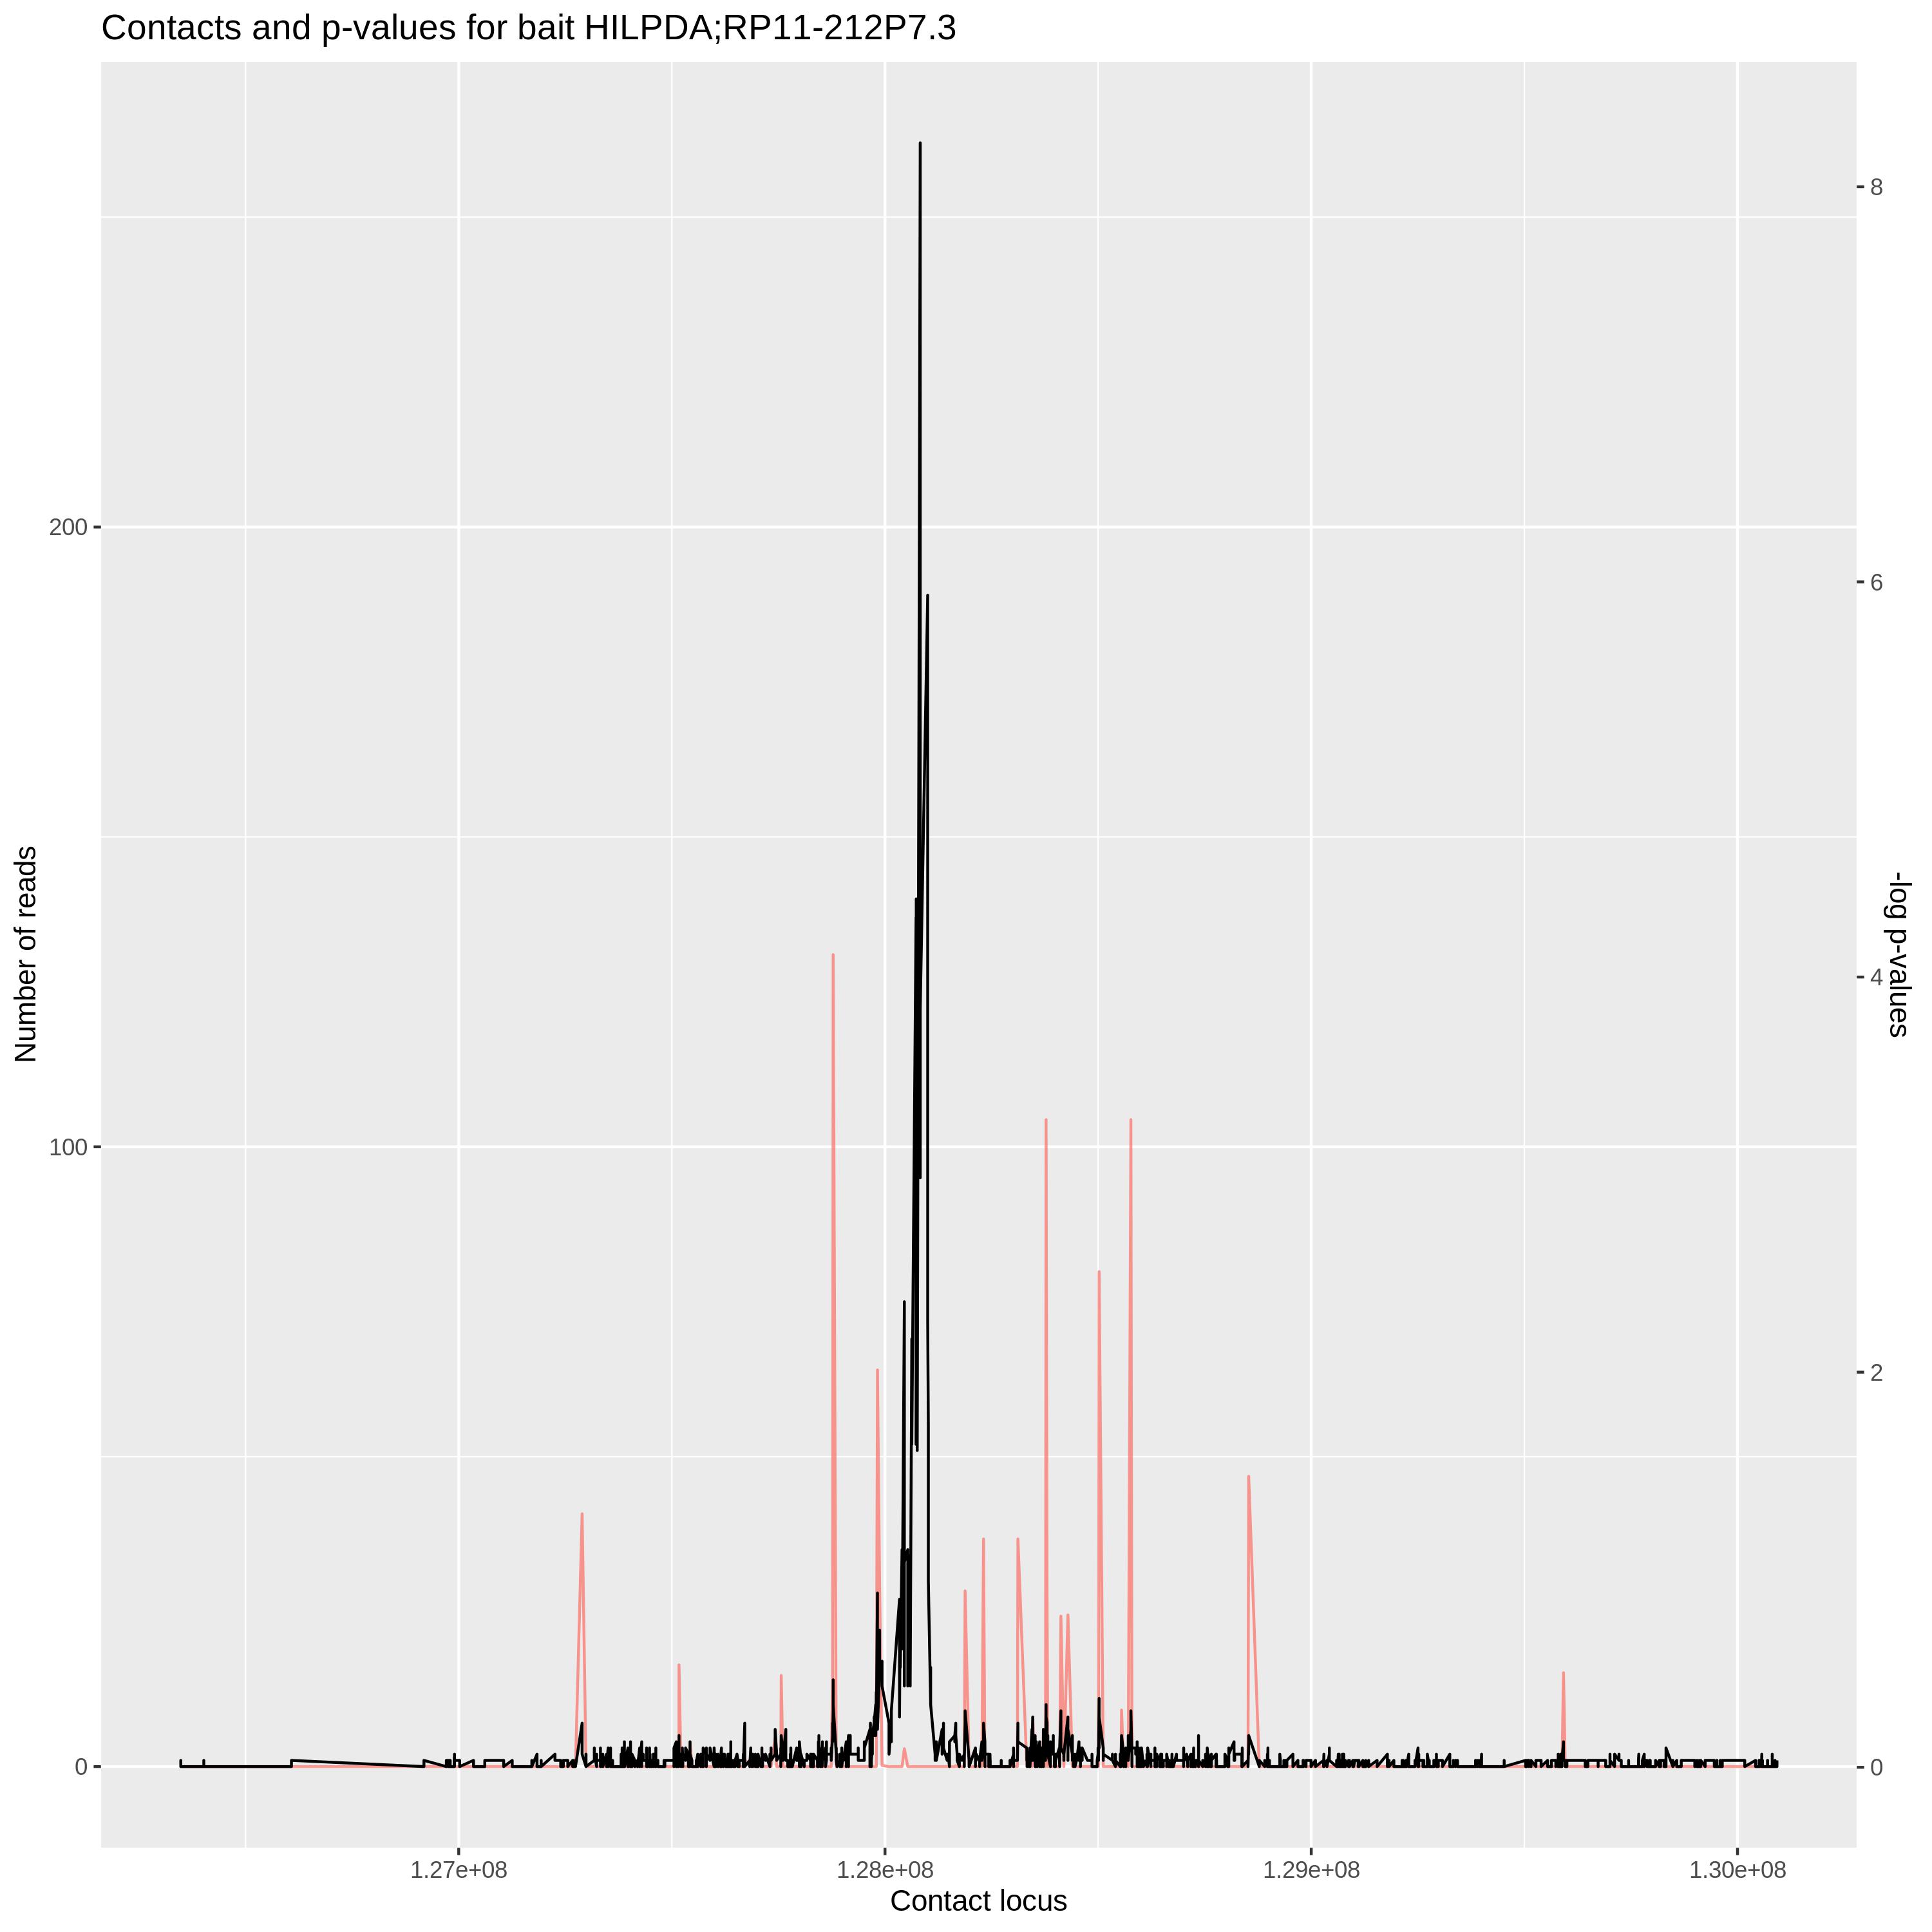 Contacts and p-values for bait HILPDA;RP11-212P7.3
Number of reads
200
100
0
8
6
4
2
0
-log p-values
1.27e+08
1.28e+08
1.29e+08
1.30e+08
Contact locus